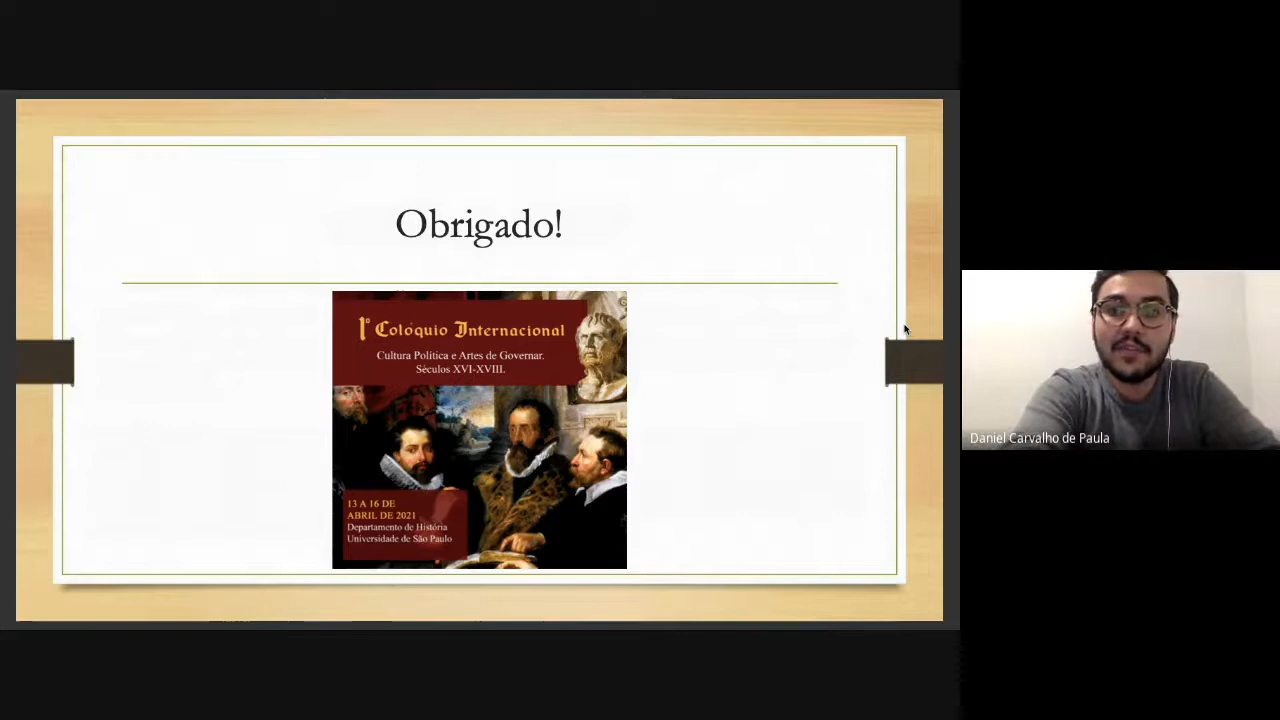 Obrigado!
1º Colóquio Internacional
Cultura Política e Artes de Governar.
Séculos XVI-XVIII.
13 A 16 DE
ABRIL DE 2021
Departamento de História
Universidade de São Paulo
Daniel Carvalho de Paula